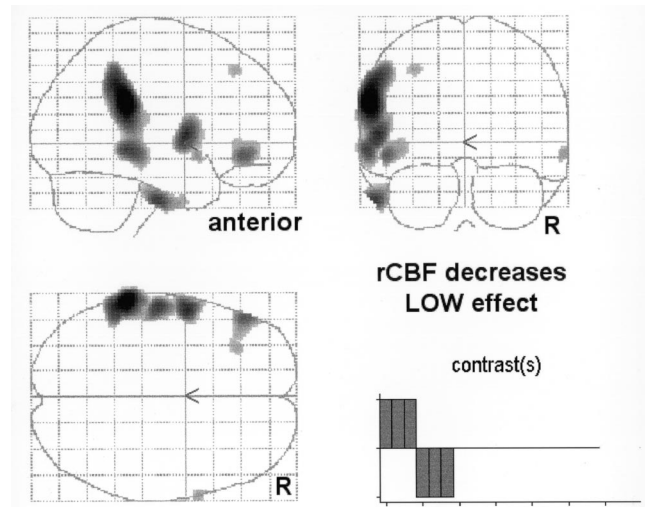 anterior
R
rCBF decreases
LOW effect
contrast(s)
R